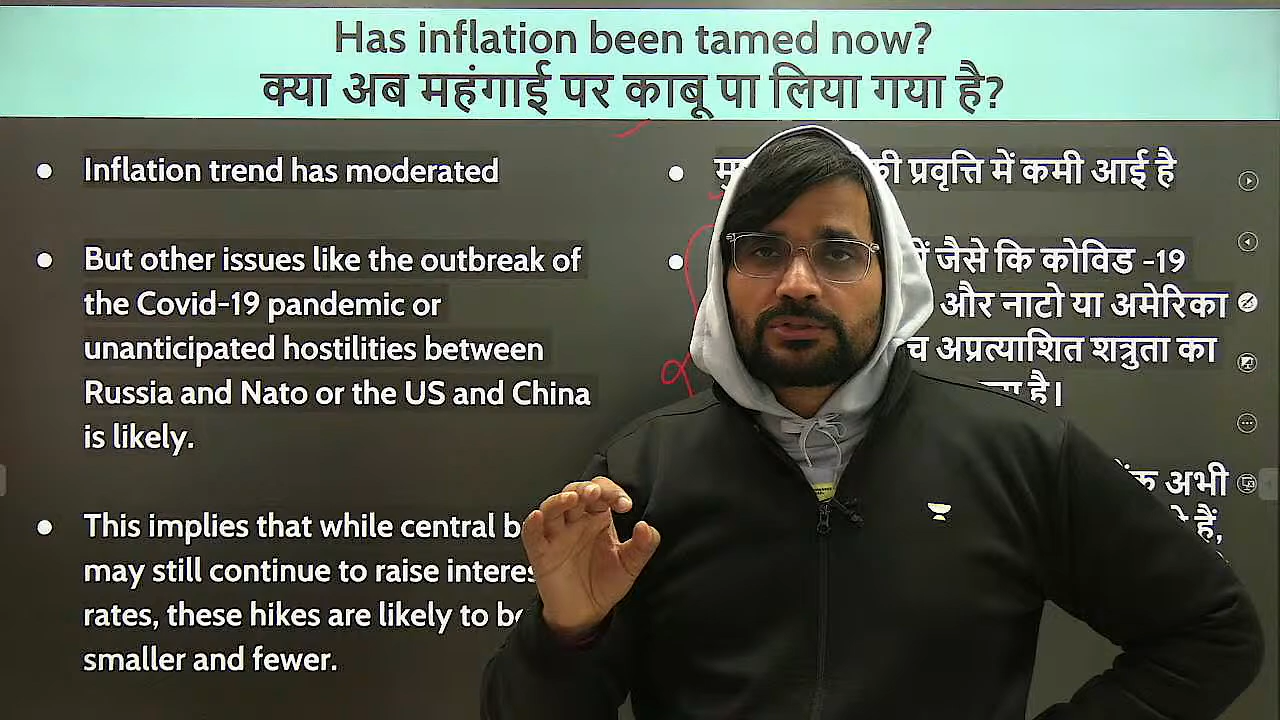 Has inflation been tamed now?
क्या अब महंगाई पर काबू पा लिया गया है?
● Inflation trend has moderated
● But other issues like the outbreak of
the Covid-19 pandemic or
unanticipated hostilities between
Russia and Nato or the US and China
is likely.
● This implies that while central
may still continue to raise
rates, these hikes are likely to
smaller and fewer.
● की प्रवृत्ति में कमी आई है
● जैसे कि कोविड -19
और नाटो या अमेरिका
अप्रत्याशित शत्रुता का
है।
अभी
हैं,